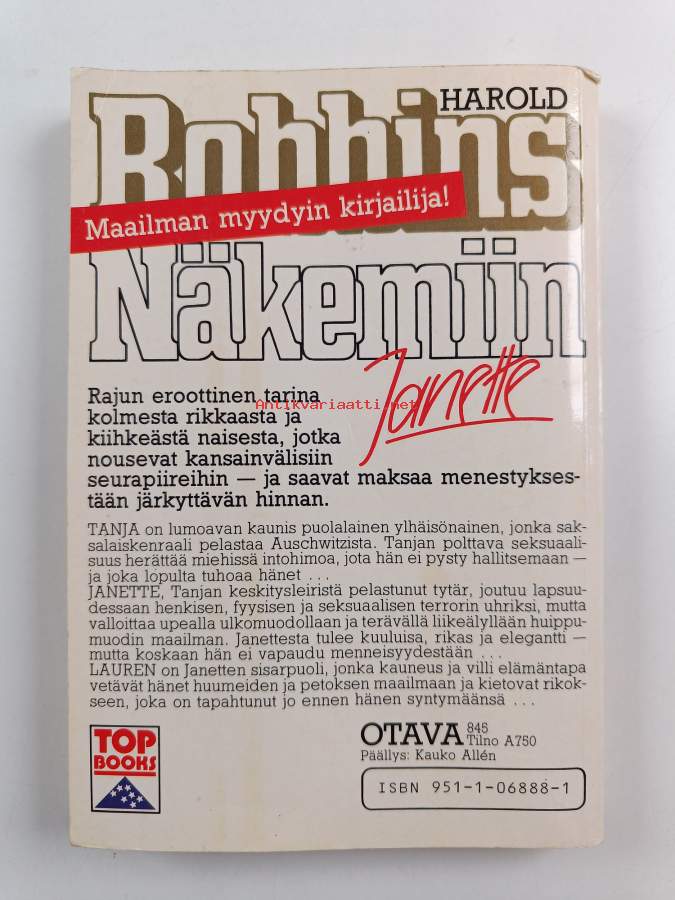 HAROLD
Robbins
Maailman myydyin kirjailija!
Näkemiin
Janette
Rajun eroottinen tarina
kolmesta rikkaasta ja
kiihkeästä naisesta, jotka
nousevat kansainvälisiin
seurapiireihin — ja saavat maksaa menestykses-
tään järkyttävän hinnan.
Antikvariaatti.net
TANJA on lumoavan kaunis puolalainen ylhäisönainen, jonka sak-
salaiskenraali pelastaa Auschwitzista. Tanjan polttava seksuaali-
suus herättää miehissä intohimoa, jota hän ei pysty hallitsemaan —
ja joka lopulta tuhoaa hänet . . .
JANETTE, Tanjan keskitysleiristä pelastunut tytär, joutuu lapsuu-
dessaan henkisen, fyysisen ja seksuaalisen terrorin uhriksi, mutta
valloittaa upealla ulkomuodollaan ja terävällä liikeälyllään huippu-
muodin maailman. Janettesta tulee kuuluisa, rikas ja elegantti —
mutta koskaan hän ei vapaudu menneisyydestään . . .
LAUREN on Janetten sisarpuoli, jonka kauneus ja villi elämäntapa
vetävät hänet huumeiden ja petoksen maailmaan ja kietovat rikok-
seen, joka on tapahtunut jo ennen hänen syntymäänsä . . .
TOP
BOOKS
OTAVA 845
Tilno A750
Päällys: Kauko Allén
ISBN 951-1-06888-1